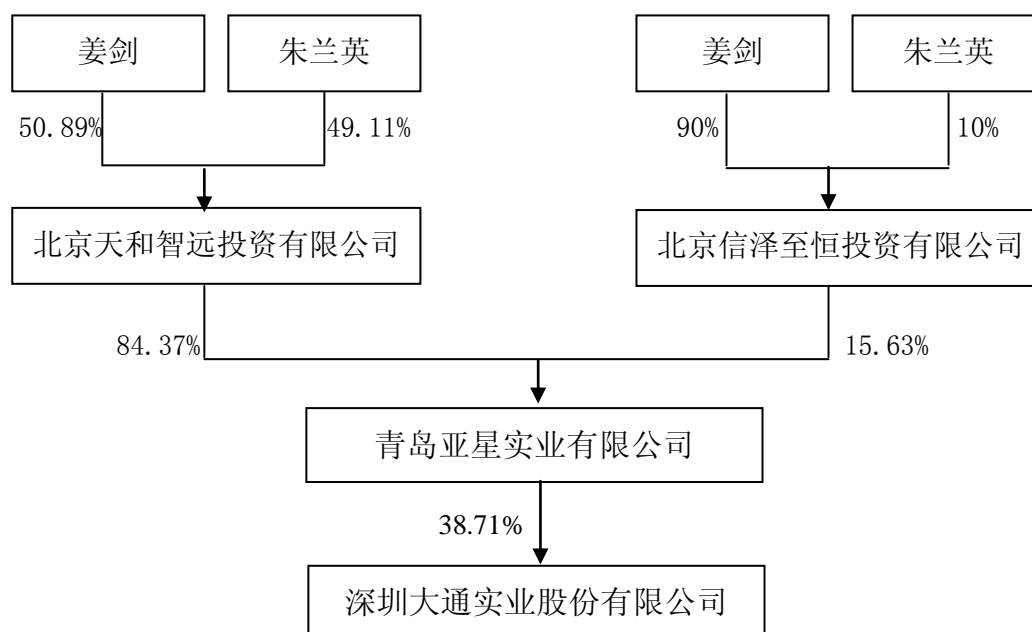 姜剑
朱兰英
姜剑
朱兰英
50.89%
49.11%
90%
10%
北京天和智远投资有限公司
北京信泽至恒投资有限公司
84.37%
15.63%
青岛亚星实业有限公司
38.71%
深圳大通实业股份有限公司